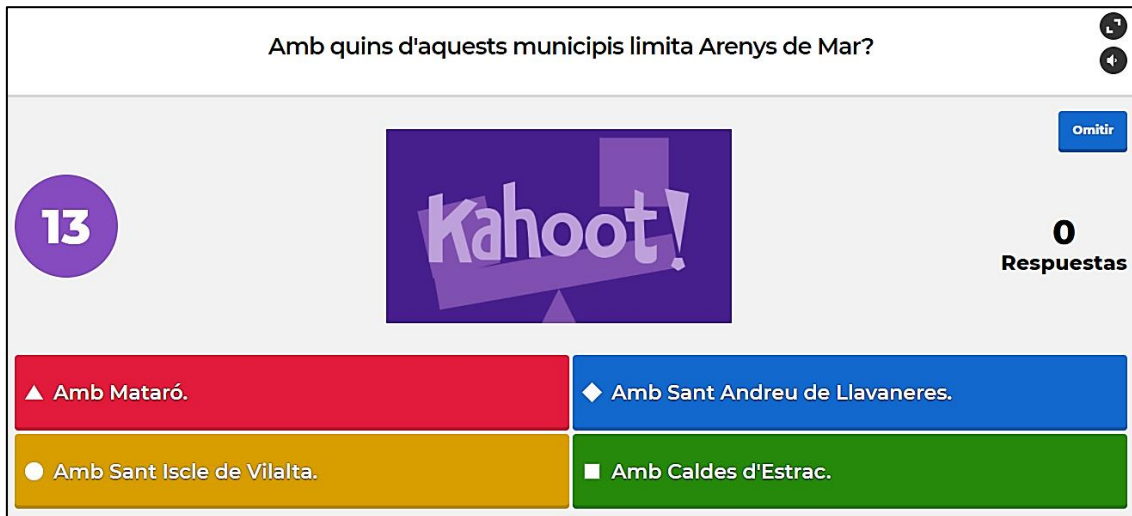 Amb quins d'aquests municipis limita Arenys de Mar?
Omitir
13
Kahoot!
0
Respuestas
Amb Mataró.
Amb Sant Andreu de Llavaneres.
Amb Sant Iscle de Vilalta.
Amb Caldes d'Estrac.